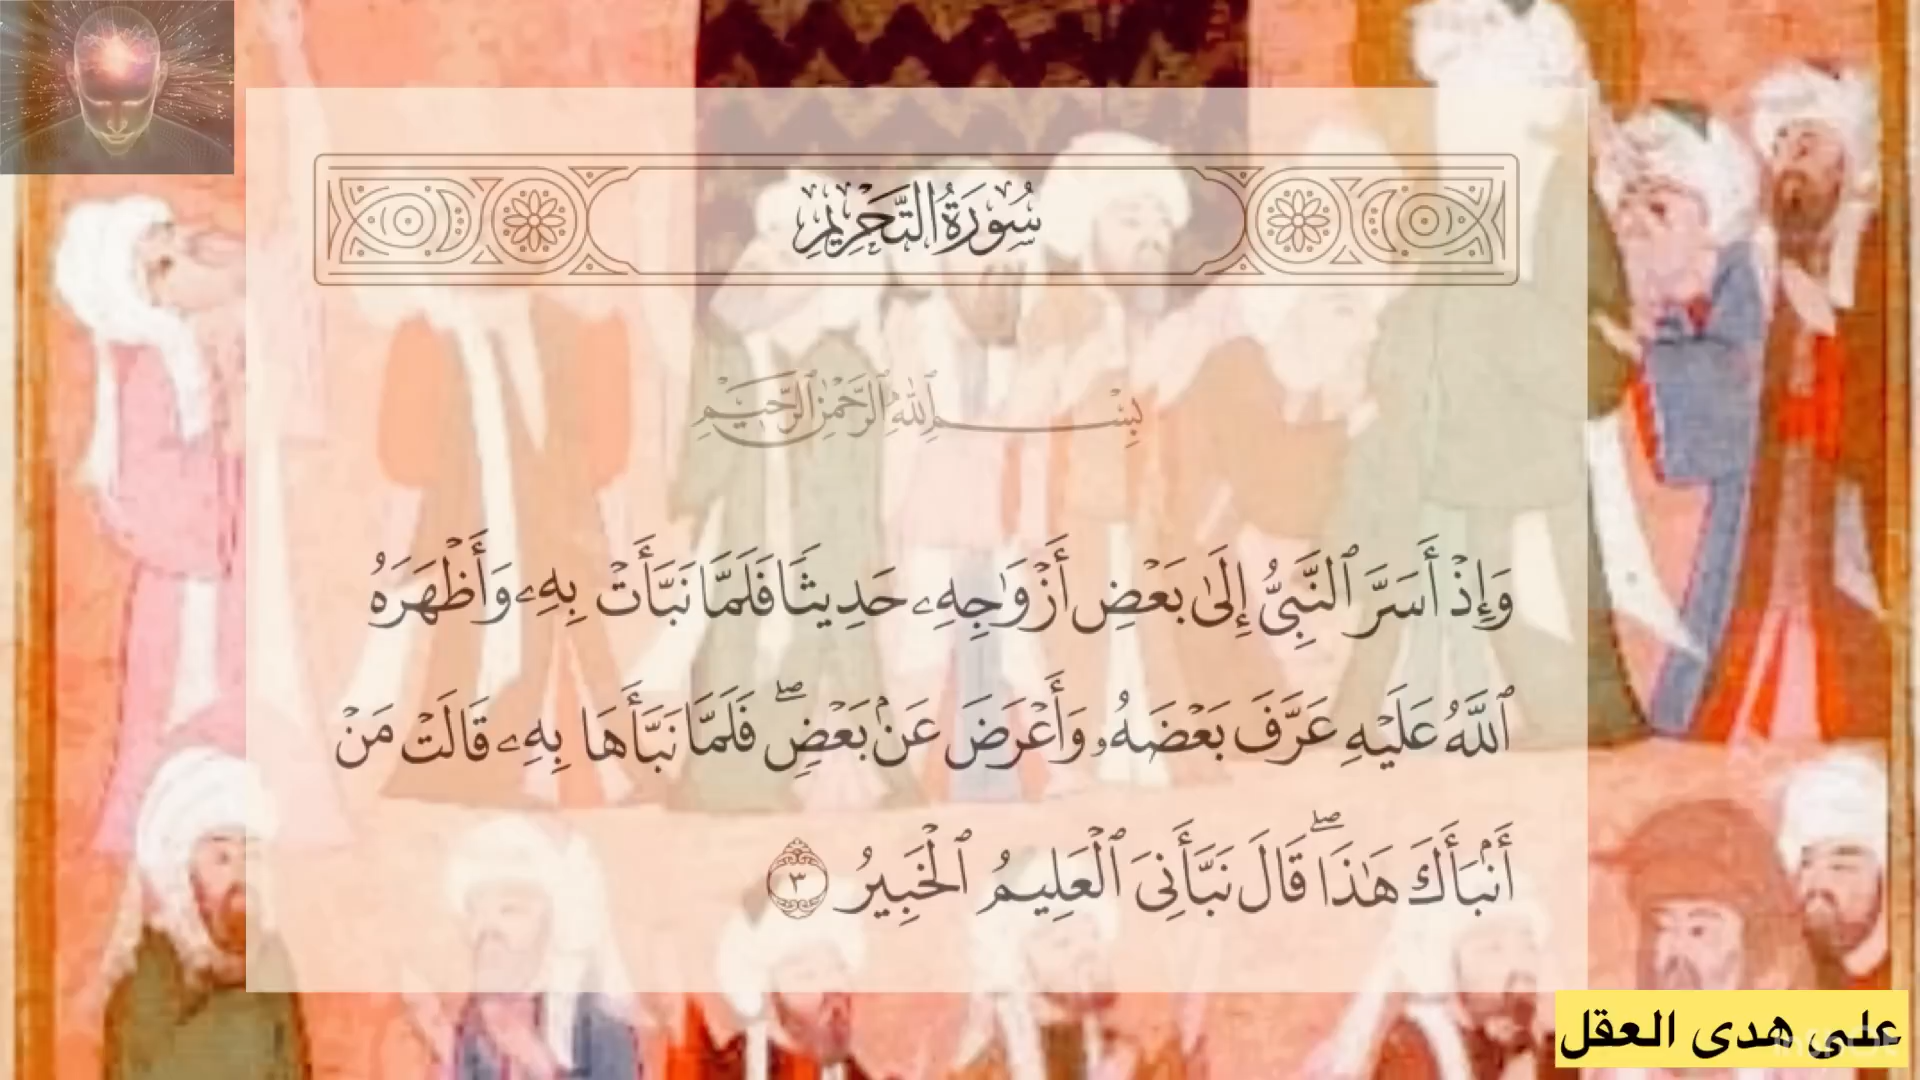 سُورَةُ التَّحْرِيمِ
بِسْمِ ٱللَّهِ ٱلرَّحْمَٰنِ ٱلرَّحِيمِ
وَإِذْ أَسَرَّ ٱلنَّبِىُّ إِلَىٰ بَعْضِ أَزْوَٰجِهِۦ حَدِيثًا فَلَمَّا نَبَّأَتْ بِهِۦ وَأَظْهَرَهُ
ٱللَّهُ عَلَيْهِ عَرَّفَ بَعْضَهُۥ وَأَعْرَضَ عَنۢ بَعْضٍۖ فَلَمَّا نَبَّأَهَا بِهِۦ قَالَتْ مَنْ
أَنۢبَأَكَ هَٰذَاۖ قَالَ نَبَّأَنِىَ ٱلْعَلِيمُ ٱلْخَبِيرُ ٣
على هدى العقل